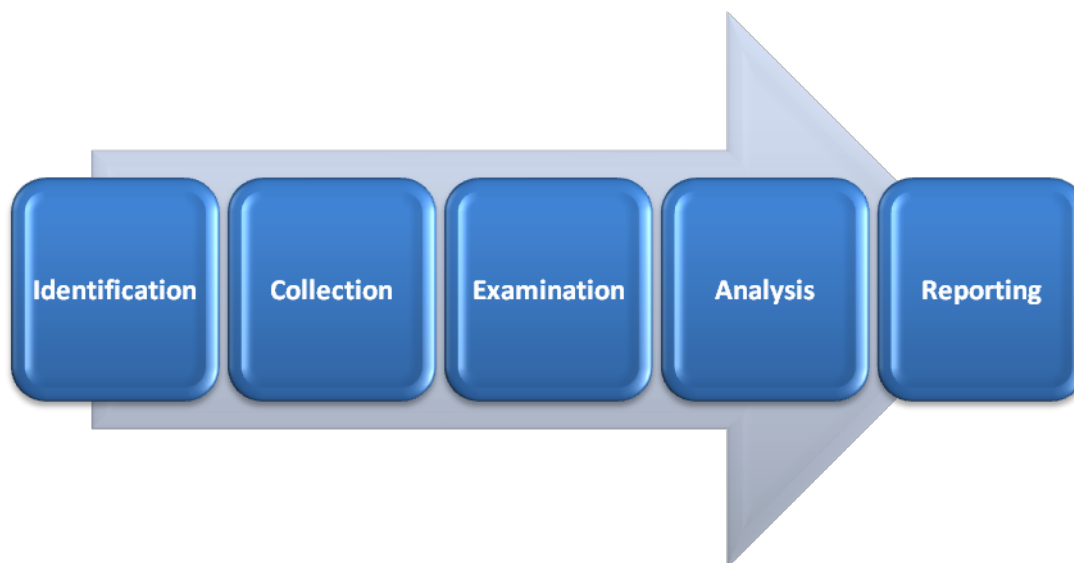 Identification
Collection
Examination
Analysis
Reporting